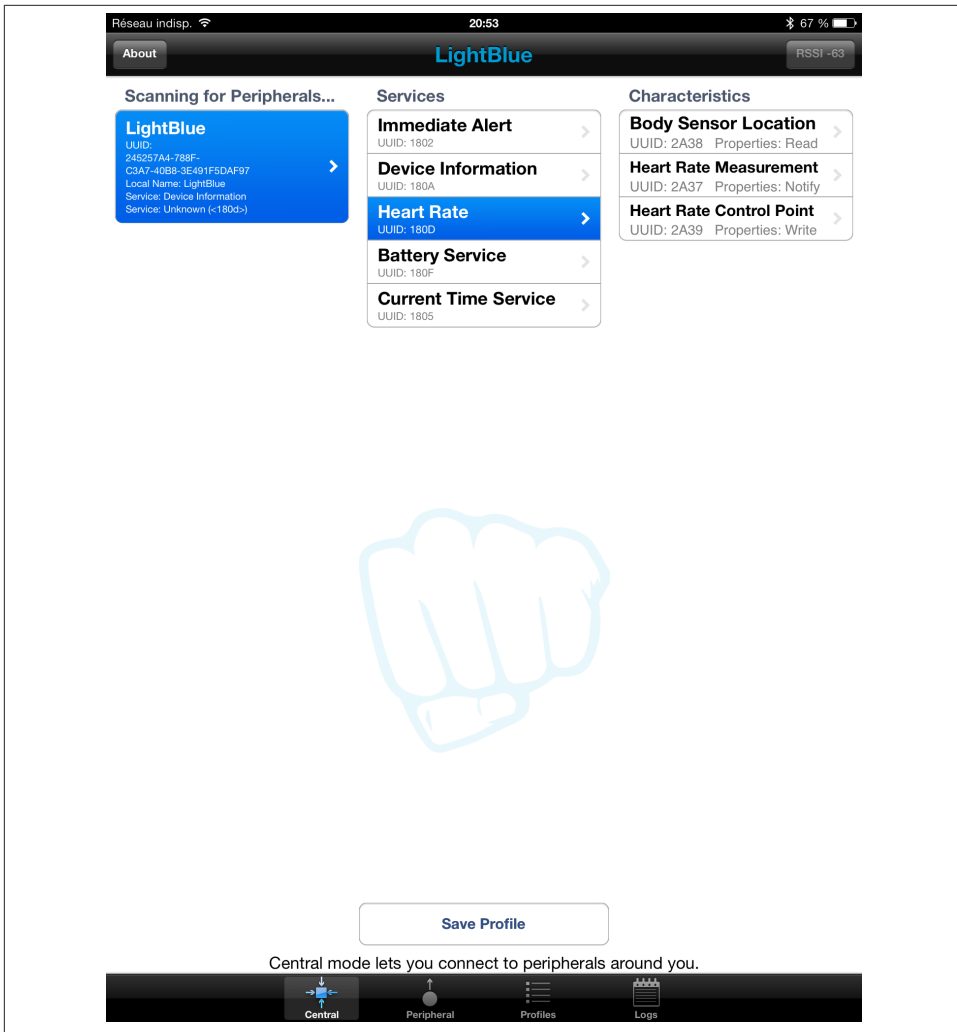 Réseau indisp.
20:53
67 %
About
LightBlue
RSSI -63
Scanning for Peripherals...
LightBlue
UUID:
245257A4-788F-
C3A7-40B8-3E491F5DAF97
Local Name: LightBlue
Service: Device Information
Service: Unknown (<180d>)
Services
Immediate Alert
UUID: 1802
Device Information
UUID: 180A
Heart Rate
UUID: 180D
Battery Service
UUID: 180F
Current Time Service
UUID: 1805
Characteristics
Body Sensor Location
UUID: 2A38 Properties: Read
Heart Rate Measurement
UUID: 2A37 Properties: Notify
Heart Rate Control Point
UUID: 2A39 Properties: Write
Save Profile
Central mode lets you connect to peripherals around you.
Central
Peripheral
Profiles
Logs